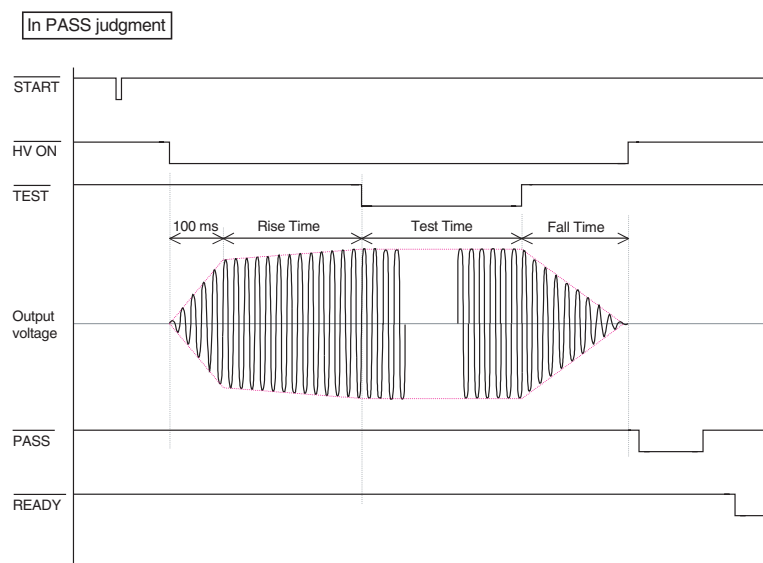 In PASS judgment
START
HV ON
TEST
100 ms Rise Time Test Time Fall Time
Output
voltage
PASS
READY